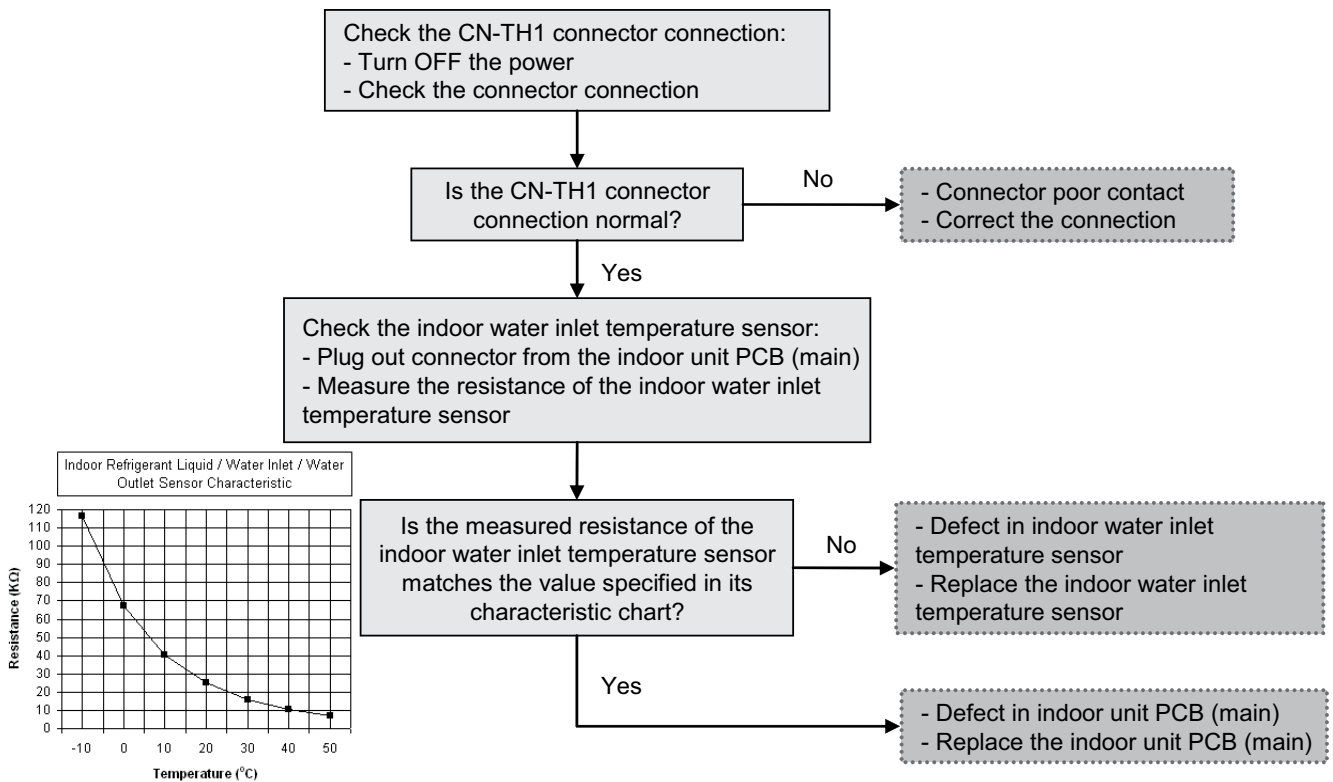 Check the CN-TH1 connector connection:
- Turn OFF the power
- Check the connector connection
Is the CN-TH1 connector
connection normal?
No
- Connector poor contact
- Correct the connection
Yes
Check the indoor water inlet temperature sensor:
- Plug out connector from the indoor unit PCB (main)
- Measure the resistance of the indoor water inlet
temperature sensor
Indoor Refrigerant Liquid / Water Inlet / Water
Outlet Sensor Characteristic
Resistance (KΩ)
120
110
100
90
80
70
60
50
40
30
20
10
0
-10 0 10 20 30 40 50
Temperature (°C)
Is the measured resistance of the
indoor water inlet temperature sensor
matches the value specified in its
characteristic chart?
No
- Defect in indoor water inlet
temperature sensor
- Replace the indoor water inlet
temperature sensor
Yes
- Defect in indoor unit PCB (main)
- Replace the indoor unit PCB (main)